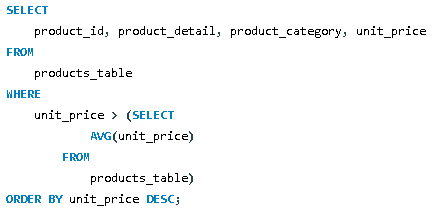 SELECT
product_id, product_detail, product_category, unit_price
FROM
products_table
WHERE
unit_price > (SELECT
AVG(unit_price)
FROM
products_table)
ORDER BY unit_price DESC;